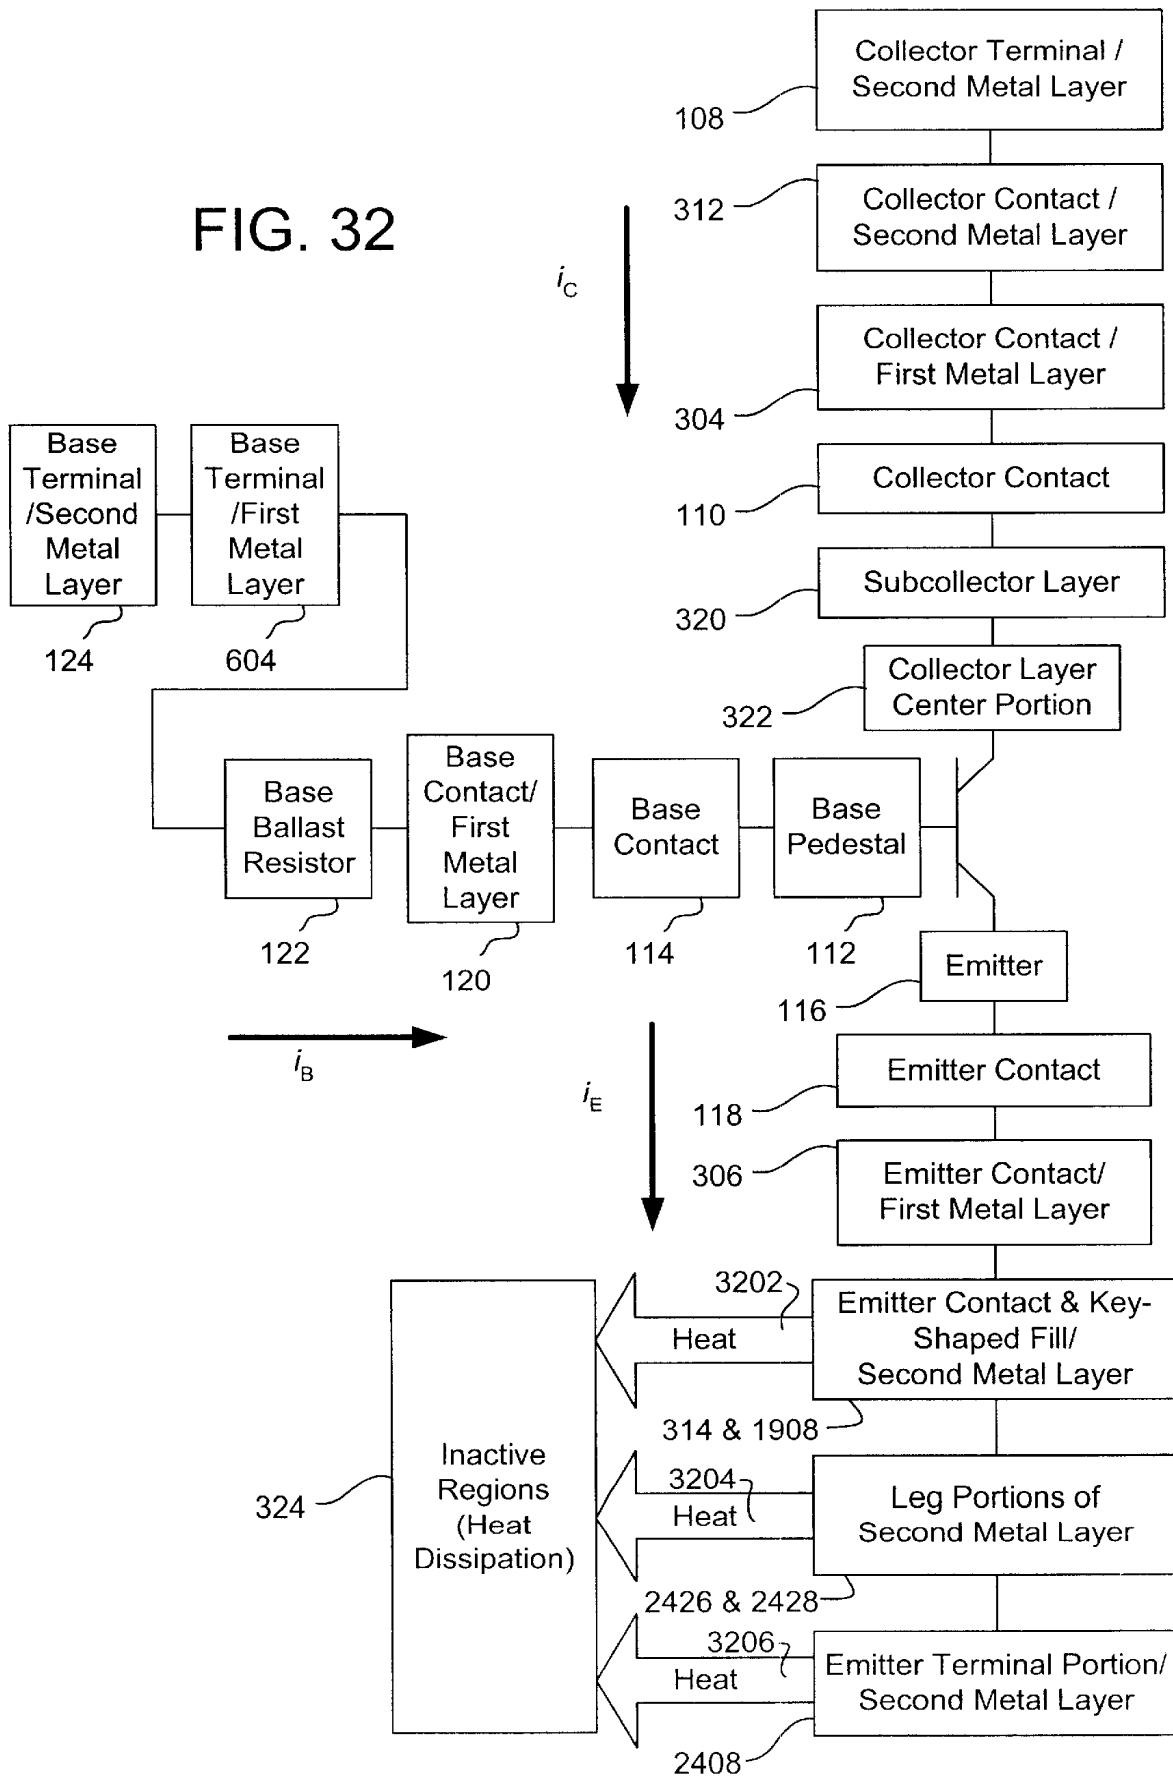 Collector Terminal /
Second Metal Layer
108
Collector Contact /
Second Metal Layer
312
FIG. 32
iC
Collector Contact /
First Metal Layer
304
Collector Contact
110
Subcollector Layer
320
Collector Layer
Center Portion
322
Base
Terminal
/Second
Metal
Layer
124
Base
Terminal
/First
Metal
Layer
604
Base
Ballast
Resistor
122
Base
Contact/
First
Metal
Layer
120
Base
Contact
114
Base
Pedestal
112
iB
Emitter
116
Emitter Contact
118
iE
Emitter Contact/
First Metal Layer
306
Emitter Contact & Key-
Shaped Fill/
Second Metal Layer
314 & 1908
3202
Heat
Leg Portions of
Second Metal Layer
2426 & 2428
3204
Heat
Emitter Terminal Portion/
Second Metal Layer
2408
3206
Heat
Inactive
Regions
(Heat
Dissipation)
324